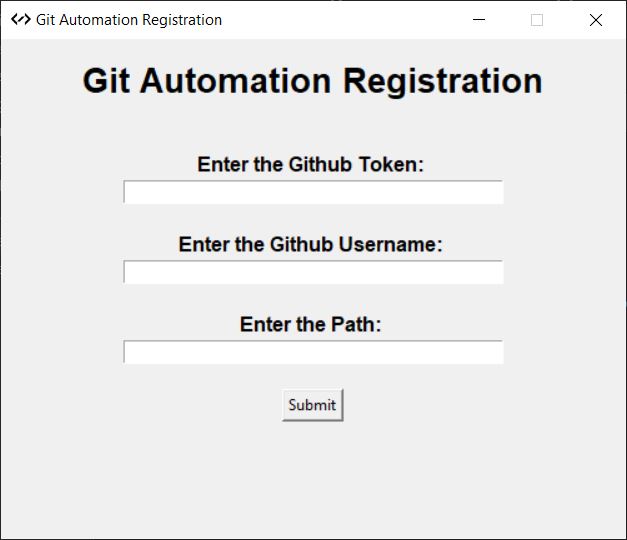 Git Automation Registration
Git Automation Registration
Enter the Github Token:
Enter the Github Username:
Enter the Path:
Submit